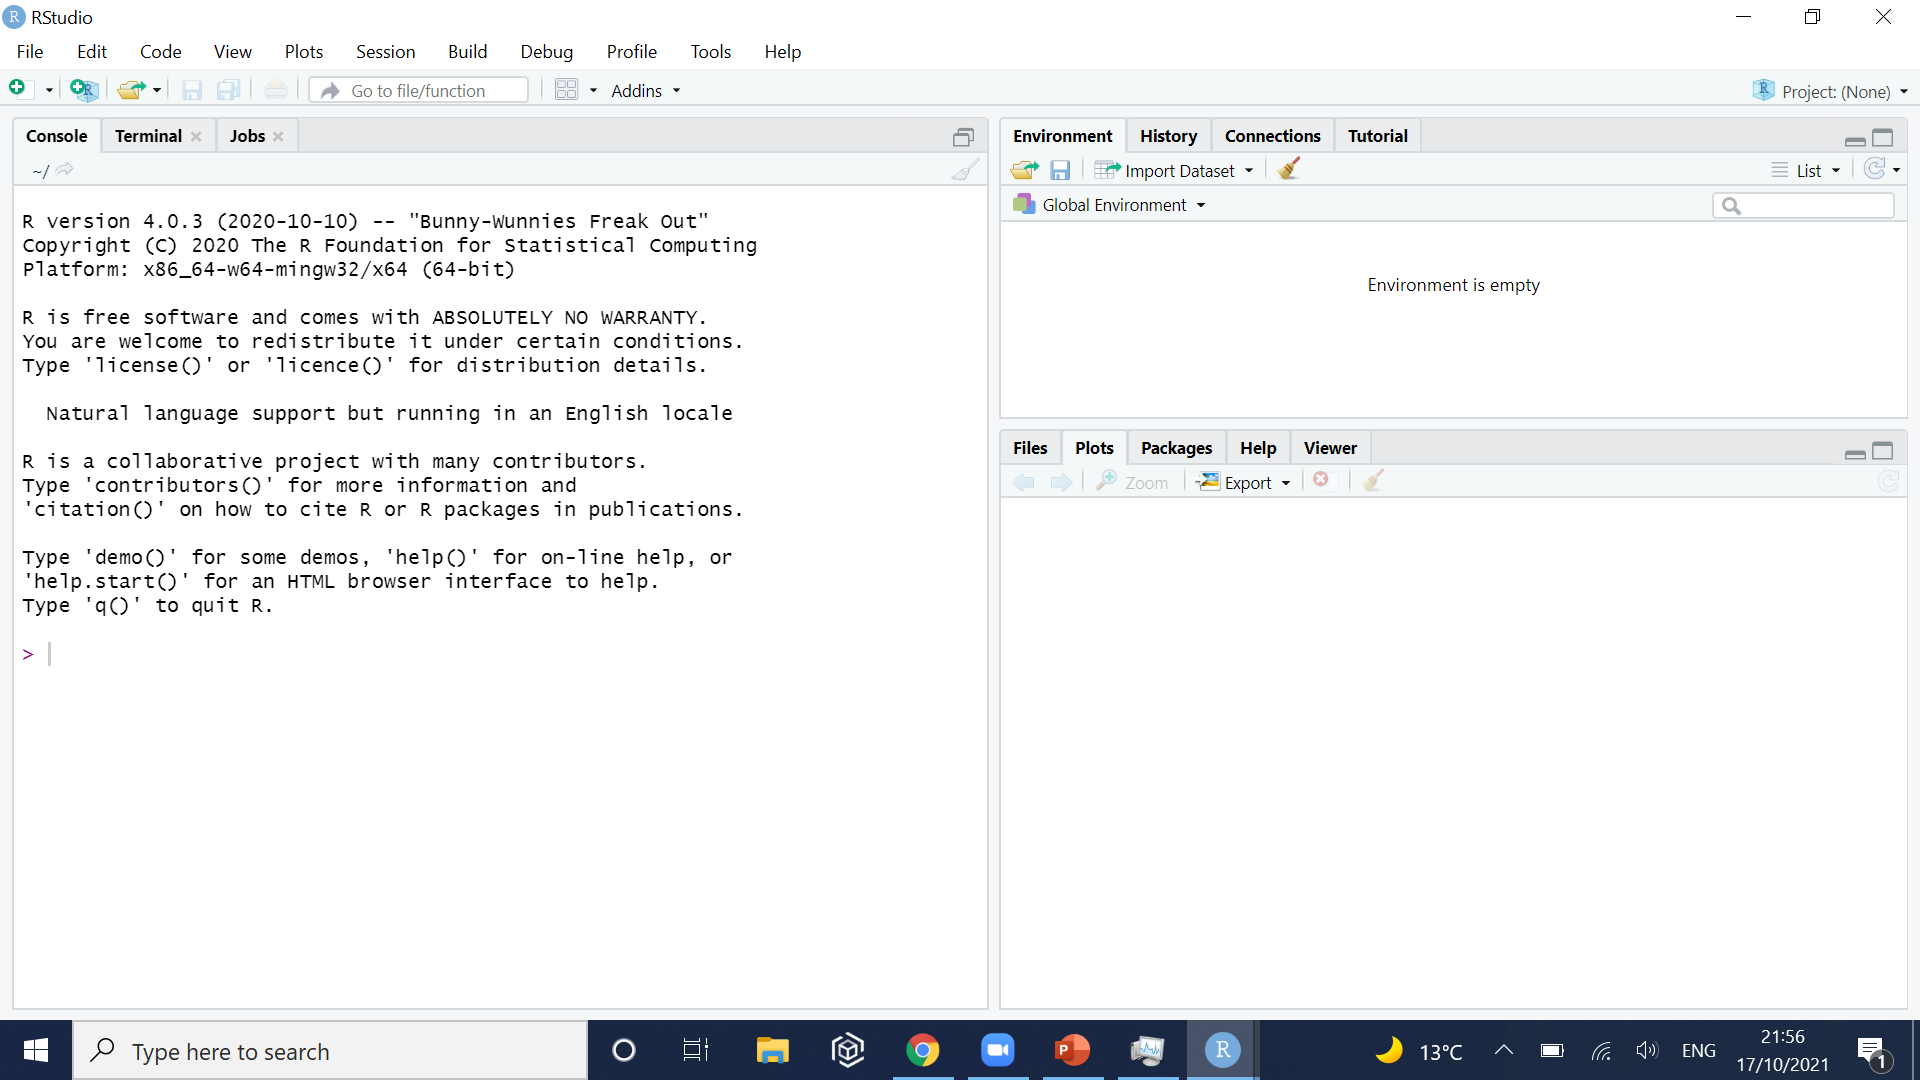 RStudio
File Edit Code View Plots Session Build Debug Profile Tools Help
Go to file/function Addins Project: (None)
Console Terminal Jobs
~/
R version 4.0.3 (2020-10-10) -- "Bunny-Wunnies Freak Out"
Copyright (C) 2020 The R Foundation for Statistical Computing
Platform: x86_64-w64-mingw32/x64 (64-bit)
R is free software and comes with ABSOLUTELY NO WARRANTY.
You are welcome to redistribute it under certain conditions.
Type 'license()' or 'licence()' for distribution details.
Natural language support but running in an English locale
R is a collaborative project with many contributors.
Type 'contributors()' for more information and
'citation()' on how to cite R or R packages in publications.
Type 'demo()' for some demos, 'help()' for on-line help, or
'help.start()' for an HTML browser interface to help.
Type 'q()' to quit R.
>
Environment History Connections Tutorial
Import Dataset List
Global Environment
Environment is empty
Files Plots Packages Help Viewer
Zoom Export
Type here to search
P
R
13°C
ENG
21:56
17/10/2021
1